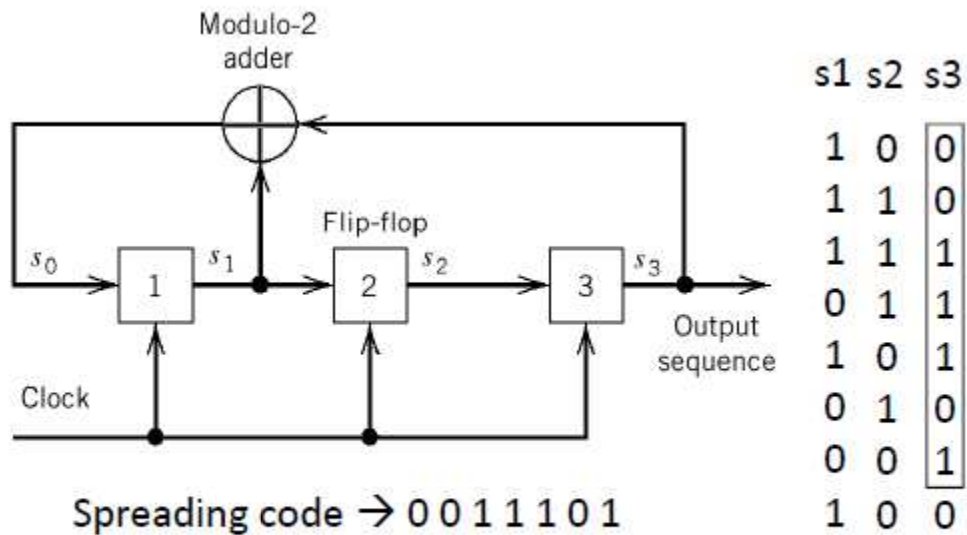 Modulo-2
adder
Flip-flop
s0
1
s1
2
s2
3
s3
Output
sequence
Clock
Spreading code → 0 0 1 1 1 0 1
s1 s2 s3
1 0 0
1 1 0
1 1 1
0 1 1
1 0 1
0 1 0
0 0 1
1 0 0